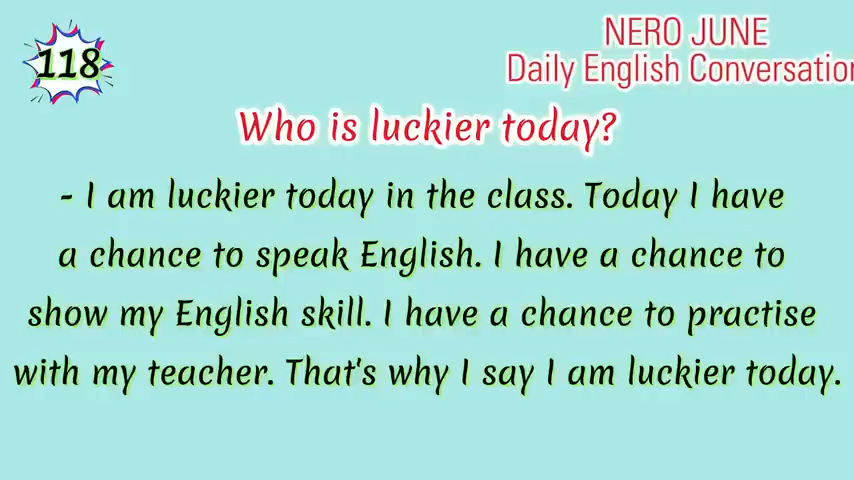 118
NERO JUNE
Daily English Conversation
Who is luckier today?
- I am luckier today in the class. Today I have
a chance to speak English. I have a chance to
show my English skill. I have a chance to practise
with my teacher. That's why I say I am luckier today.